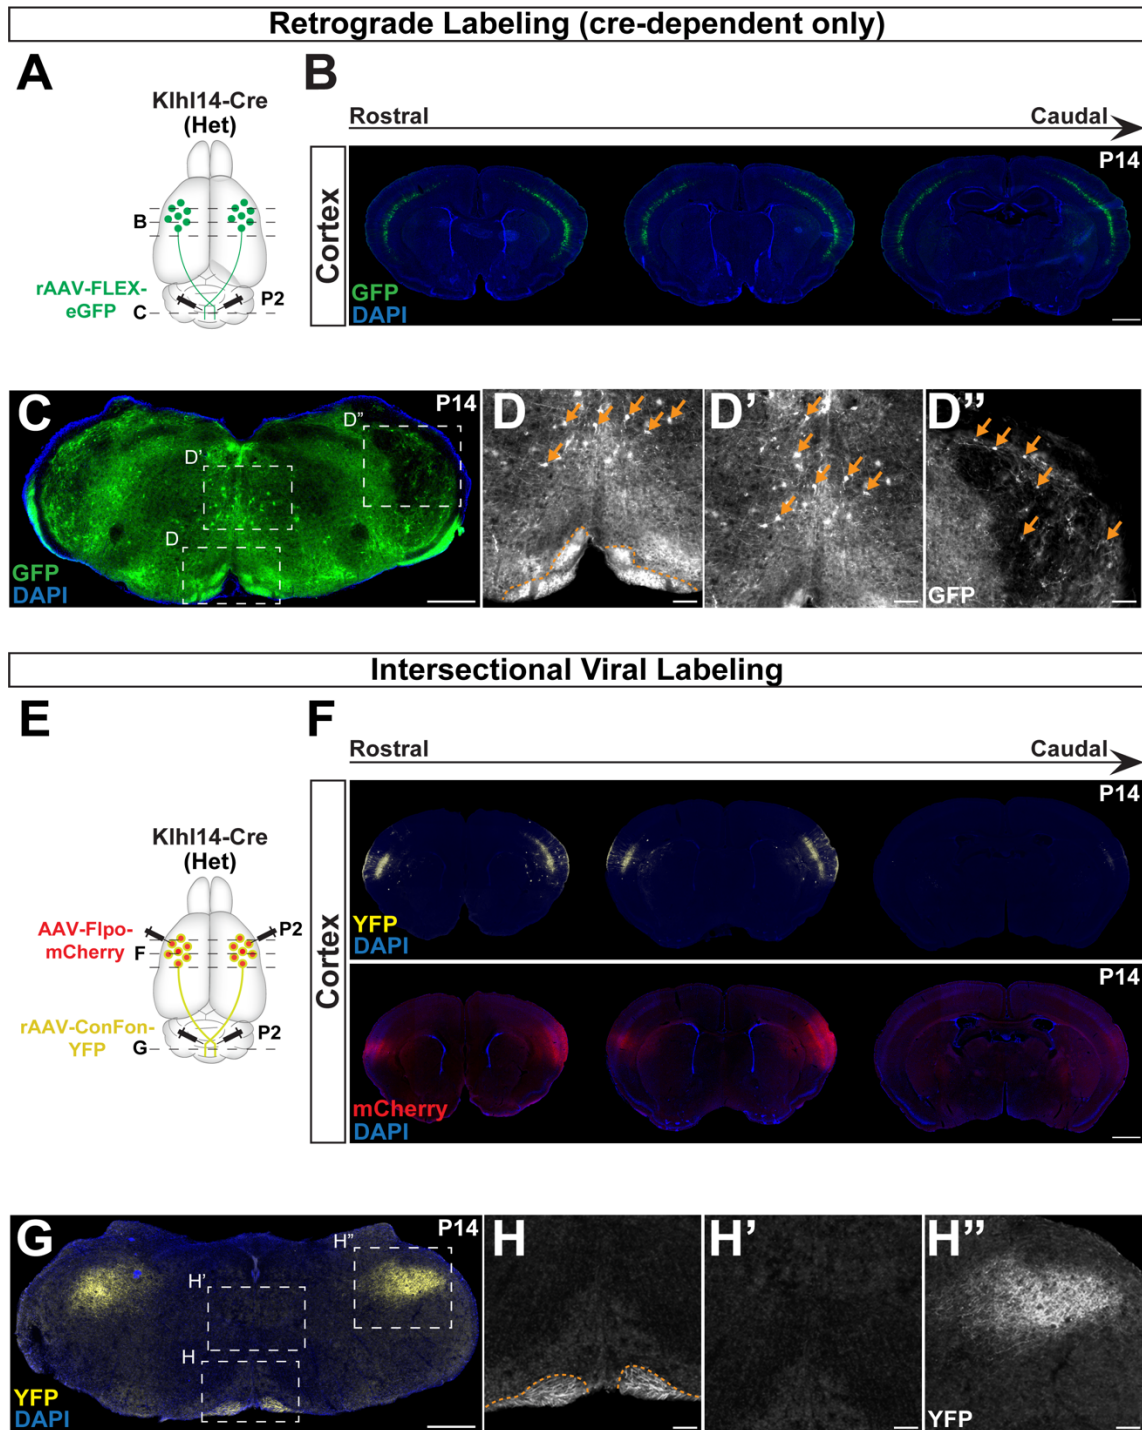 Retrograde Labeling (cre-dependent only)
A
Klhl14-Cre
(Het)
B
rAAV-FLEX-
eGFP
P2
C
B
Rostral
Caudal
Cortex
P14
GFP
DAPI
C
P14
D''
D'
D
GFP
DAPI
D
D'
D''
GFP
Intersectional Viral Labeling
E
Klhl14-Cre
(Het)
AAV-Flpo-
mCherry
P2
F
rAAV-ConFon-
YFP
P2
G
F
Rostral
Caudal
Cortex
P14
YFP
DAPI
P14
mCherry
DAPI
G
P14
H''
H'
H
YFP
DAPI
H
H'
H''
YFP